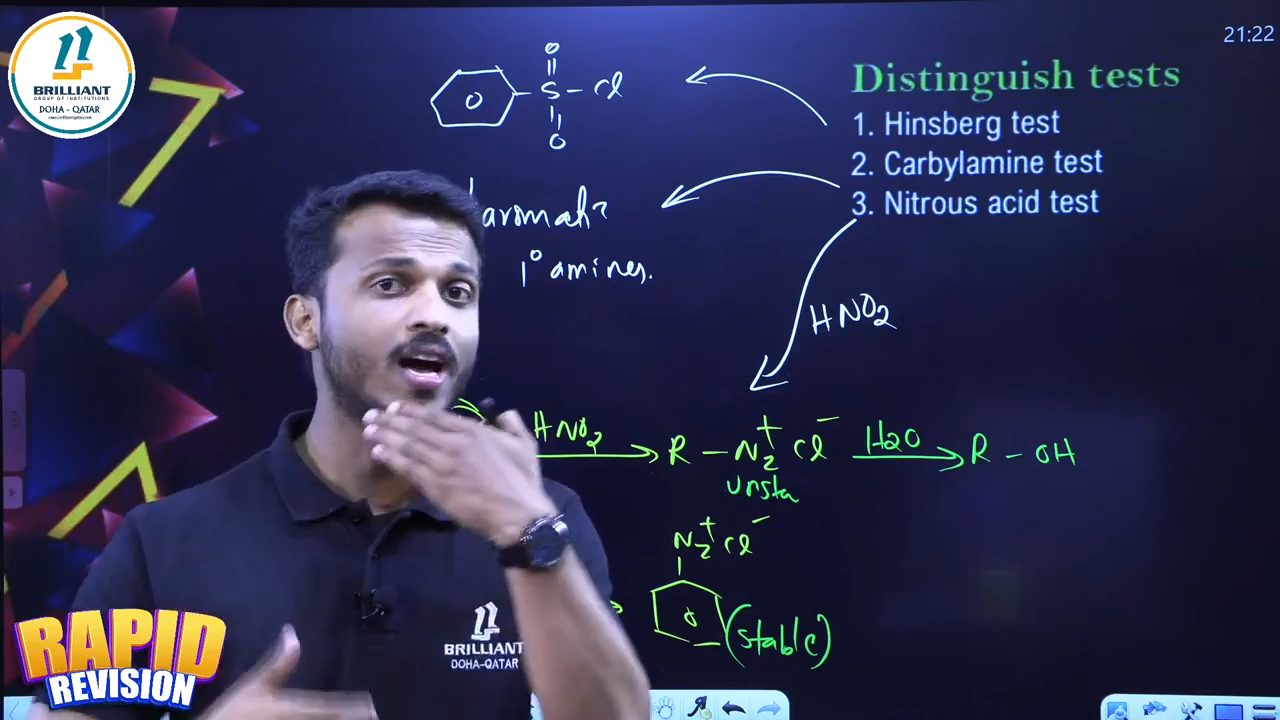 21:22
BRILLIANT
GROUP OF INSTITUTIONS
DOHA - QATAR
Distinguish tests
1. Hinsberg test
2. Carbylamine test
3. Nitrous acid test
O
S - Cl
O
1° amines.
HNO2
HNO2 R - N2+ Cl- H2O R - OH
unsta
N2+ Cl-
(stable)
BRILLIANT
DOHA-QATAR
RAPID
REVISION